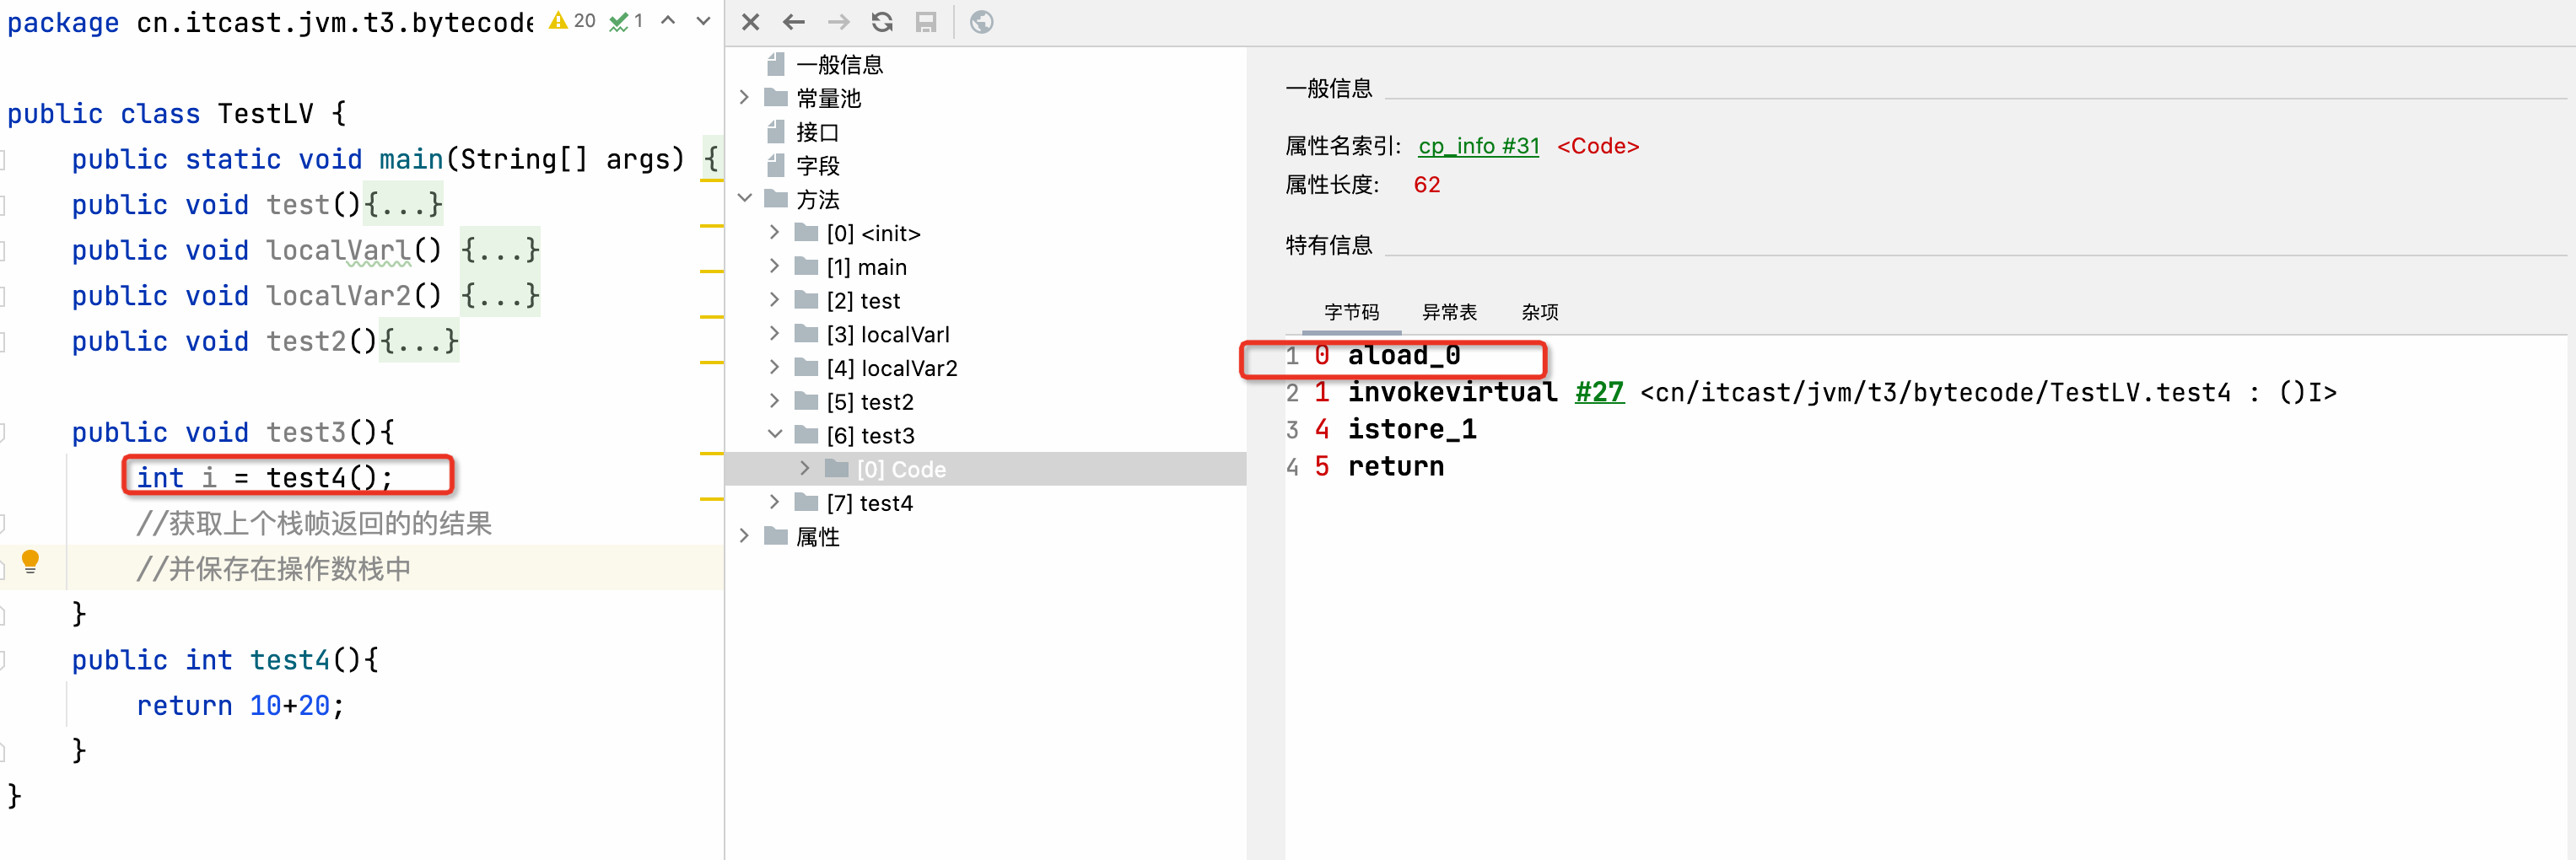 package cn.itcast.jvm.t3.bytecode
20 1
public class TestLV {
public static void main(String[] args) {
public void test(){...}
public void localVarl() {...}
public void localVar2() {...}
public void test2(){...}
public void test3(){
int i = test4();
//获取上个栈帧返回的的结果
//并保存在操作数栈中
}
public int test4(){
return 10+20;
}
}
一般信息
常量池
接口
字段
方法
[0] <init>
[1] main
[2] test
[3] localVarl
[4] localVar2
[5] test2
[6] test3
[0] Code
[7] test4
属性
一般信息
属性名索引: cp_info #31 <Code>
属性长度: 62
特有信息
字节码 异常表 杂项
1 0 aload_0
2 1 invokevirtual #27 <cn/itcast/jvm/t3/bytecode/TestLV.test4 : ()I>
3 4 istore_1
4 5 return